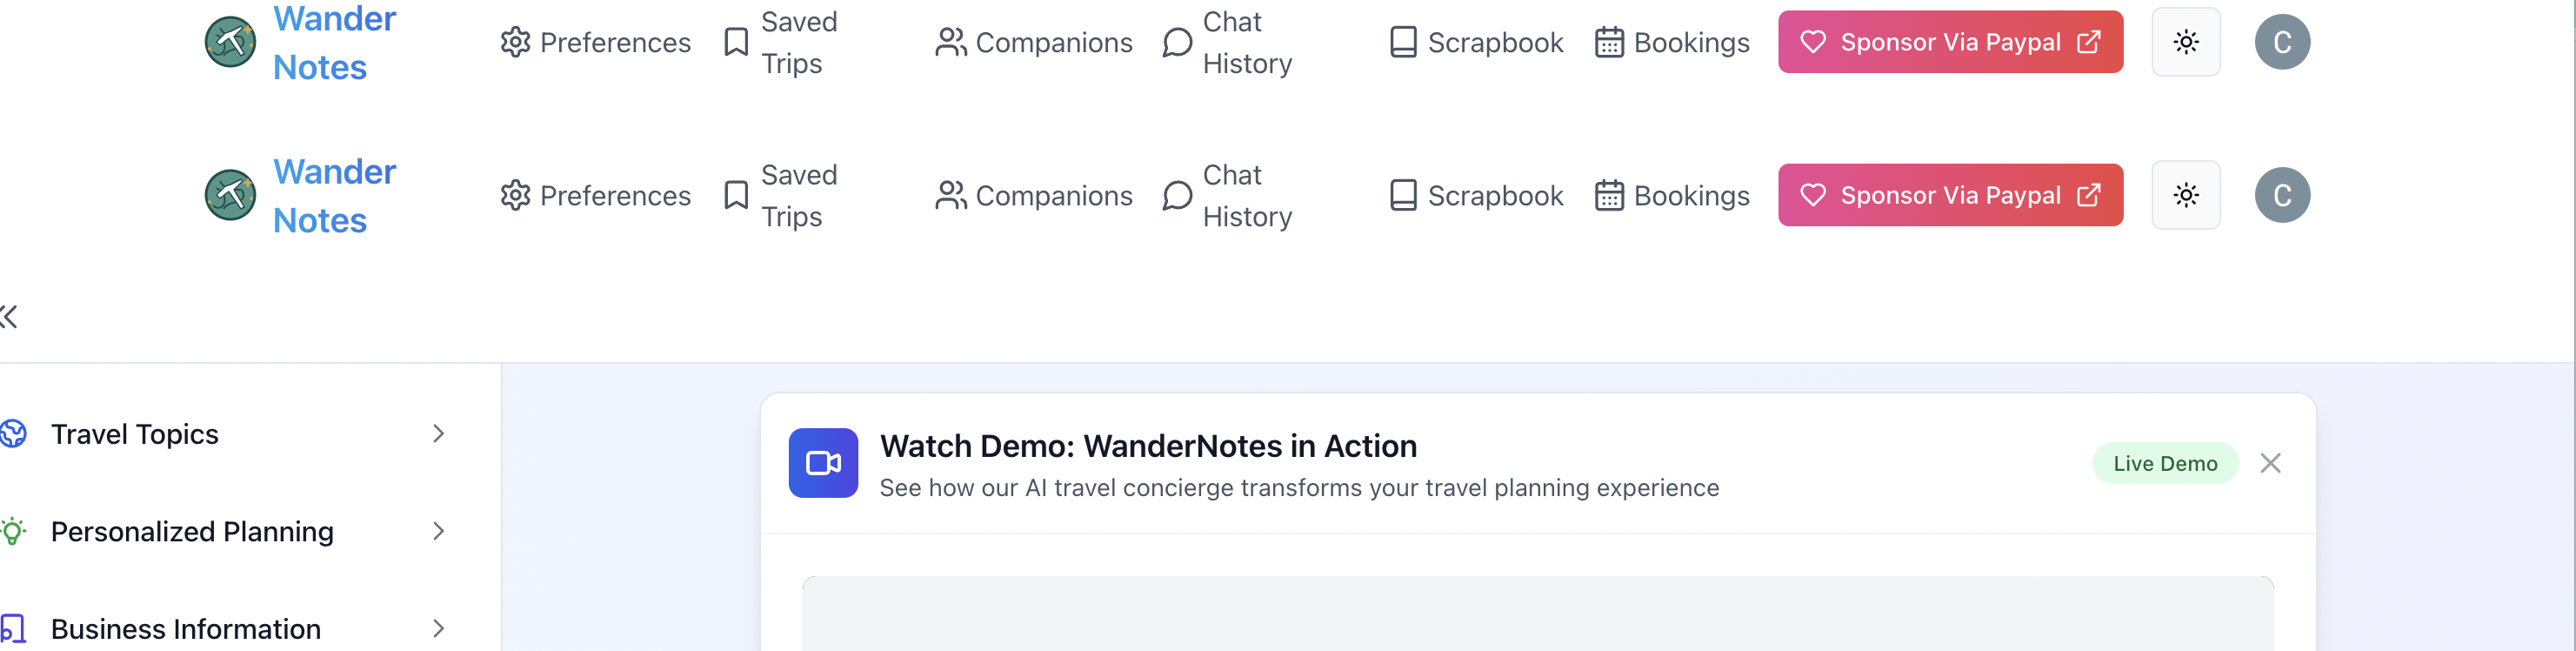 Wander
Notes
Preferences
Saved
Trips
Companions
Chat
History
Scrapbook
Bookings
Sponsor Via Paypal
C
Wander
Notes
Preferences
Saved
Trips
Companions
Chat
History
Scrapbook
Bookings
Sponsor Via Paypal
C
Travel Topics
Personalized Planning
Business Information
Watch Demo: WanderNotes in Action
See how our AI travel concierge transforms your travel planning experience
Live Demo